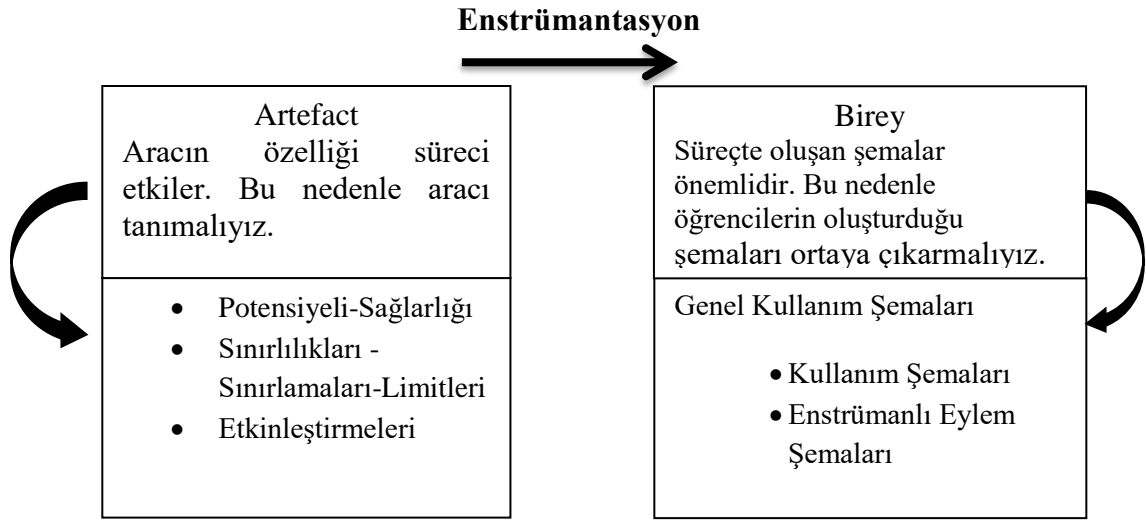 Enstrümantasyon
Artefact
Aracın özelliği süreci
etkiler. Bu nedenle aracı
tanımalıyız.
• Potensiyeli-Sağlarlığı
• Sınırlılıkları -
Sınırlamaları-Limitleri
• Etkinleştirmeleri
Birey
Süreçte oluşan şemalar
önemlidir. Bu nedenle
öğrencilerin oluşturduğu
şemaları ortaya çıkarmalıyız.
Genel Kullanım Şemaları
• Kullanım Şemaları
• Enstrümanlı Eylem
Şemaları